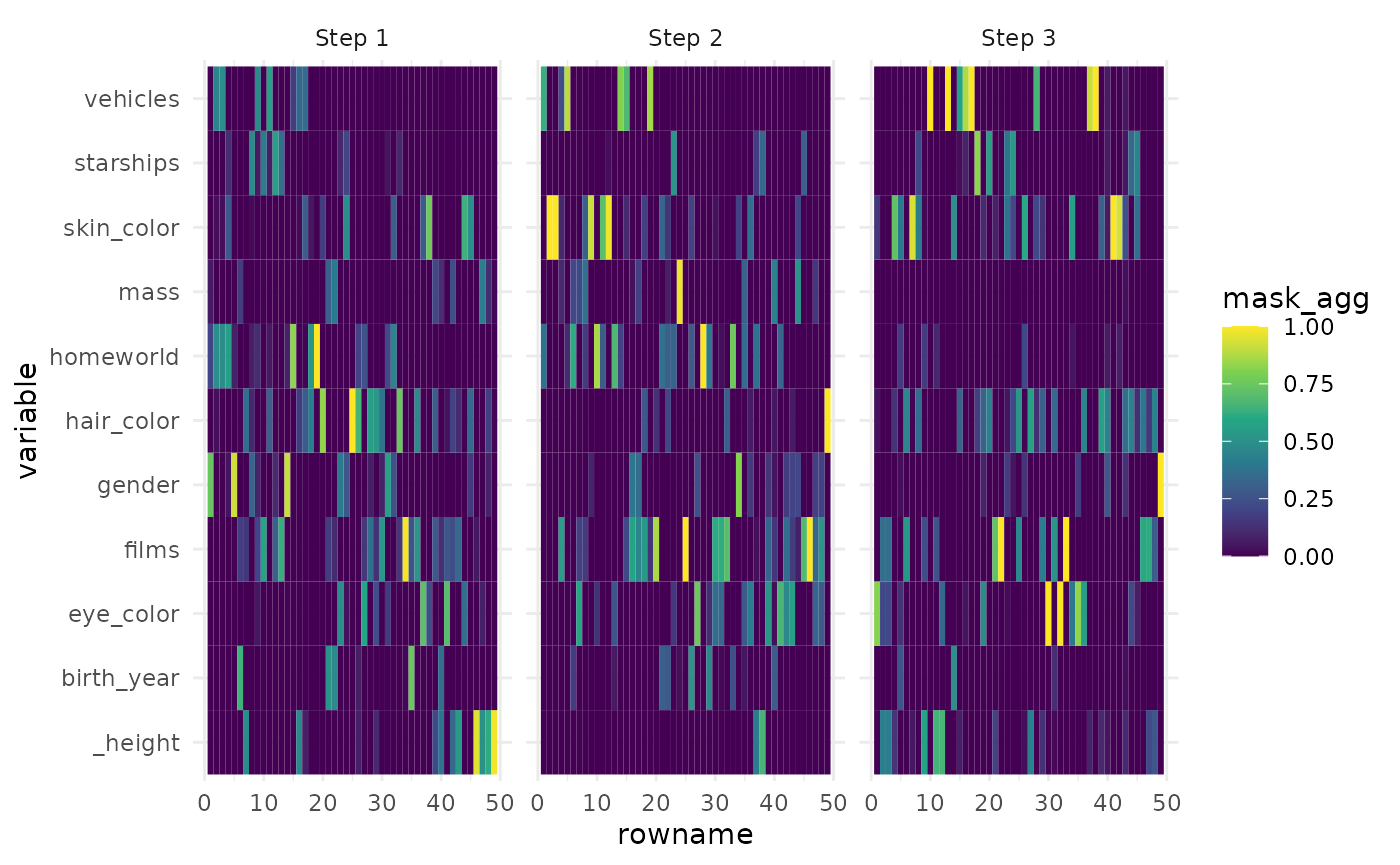 Step 1 Step 2 Step 3
vehicles
starships
skin_color
mass
homeworld
hair_color
gender
films
eye_color
birth_year
_height
variable
0 10 20 30 40 50 0 10 20 30 40 50 0 10 20 30 40 50
rowname
mask_agg
1.00
0.75
0.50
0.25
0.00